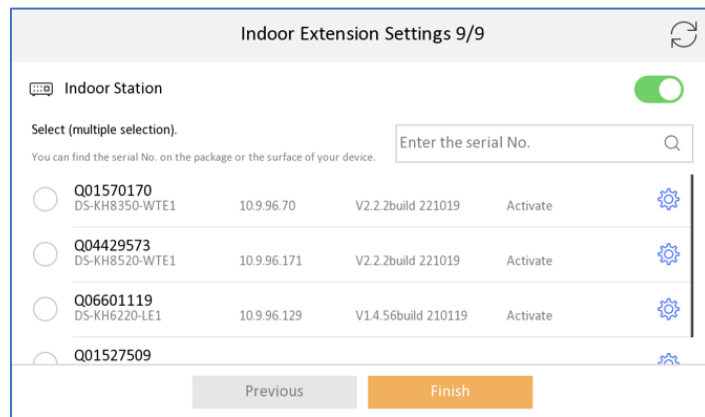 Indoor Extension Settings 9/9
Indoor Station
Select (multiple selection).
You can find the serial No. on the package or the surface of your device.
Enter the serial No.
Q01570170
DS-KH8350-WTE1 10.9.96.70 V2.2.2build 221019 Activate
Q04429573
DS-KH8520-WTE1 10.9.96.171 V2.2.2build 221019 Activate
Q06601119
DS-KH6220-LE1 10.9.96.129 V1.4.56build 210119 Activate
Q01527509
Previous Finish